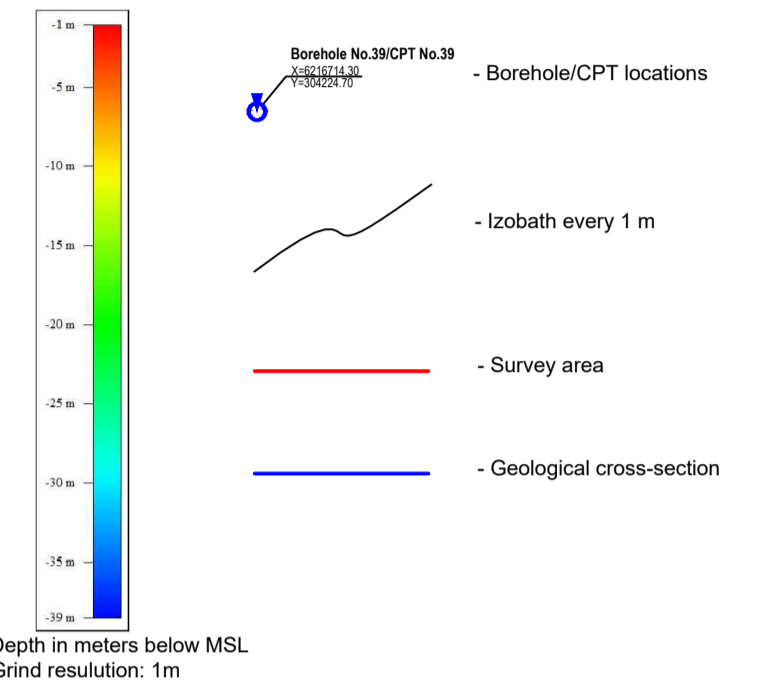 -1 m
-5 m
-10 m
-15 m
-20 m
-25 m
-30 m
-35 m
-39 m
Depth in meters below MSL
Grind resulution: 1m
Borehole No.39/CPT No.39
X=6216714.30
Y=304224.70
- Borehole/CPT locations
- Izobath every 1 m
- Survey area
- Geological cross-section